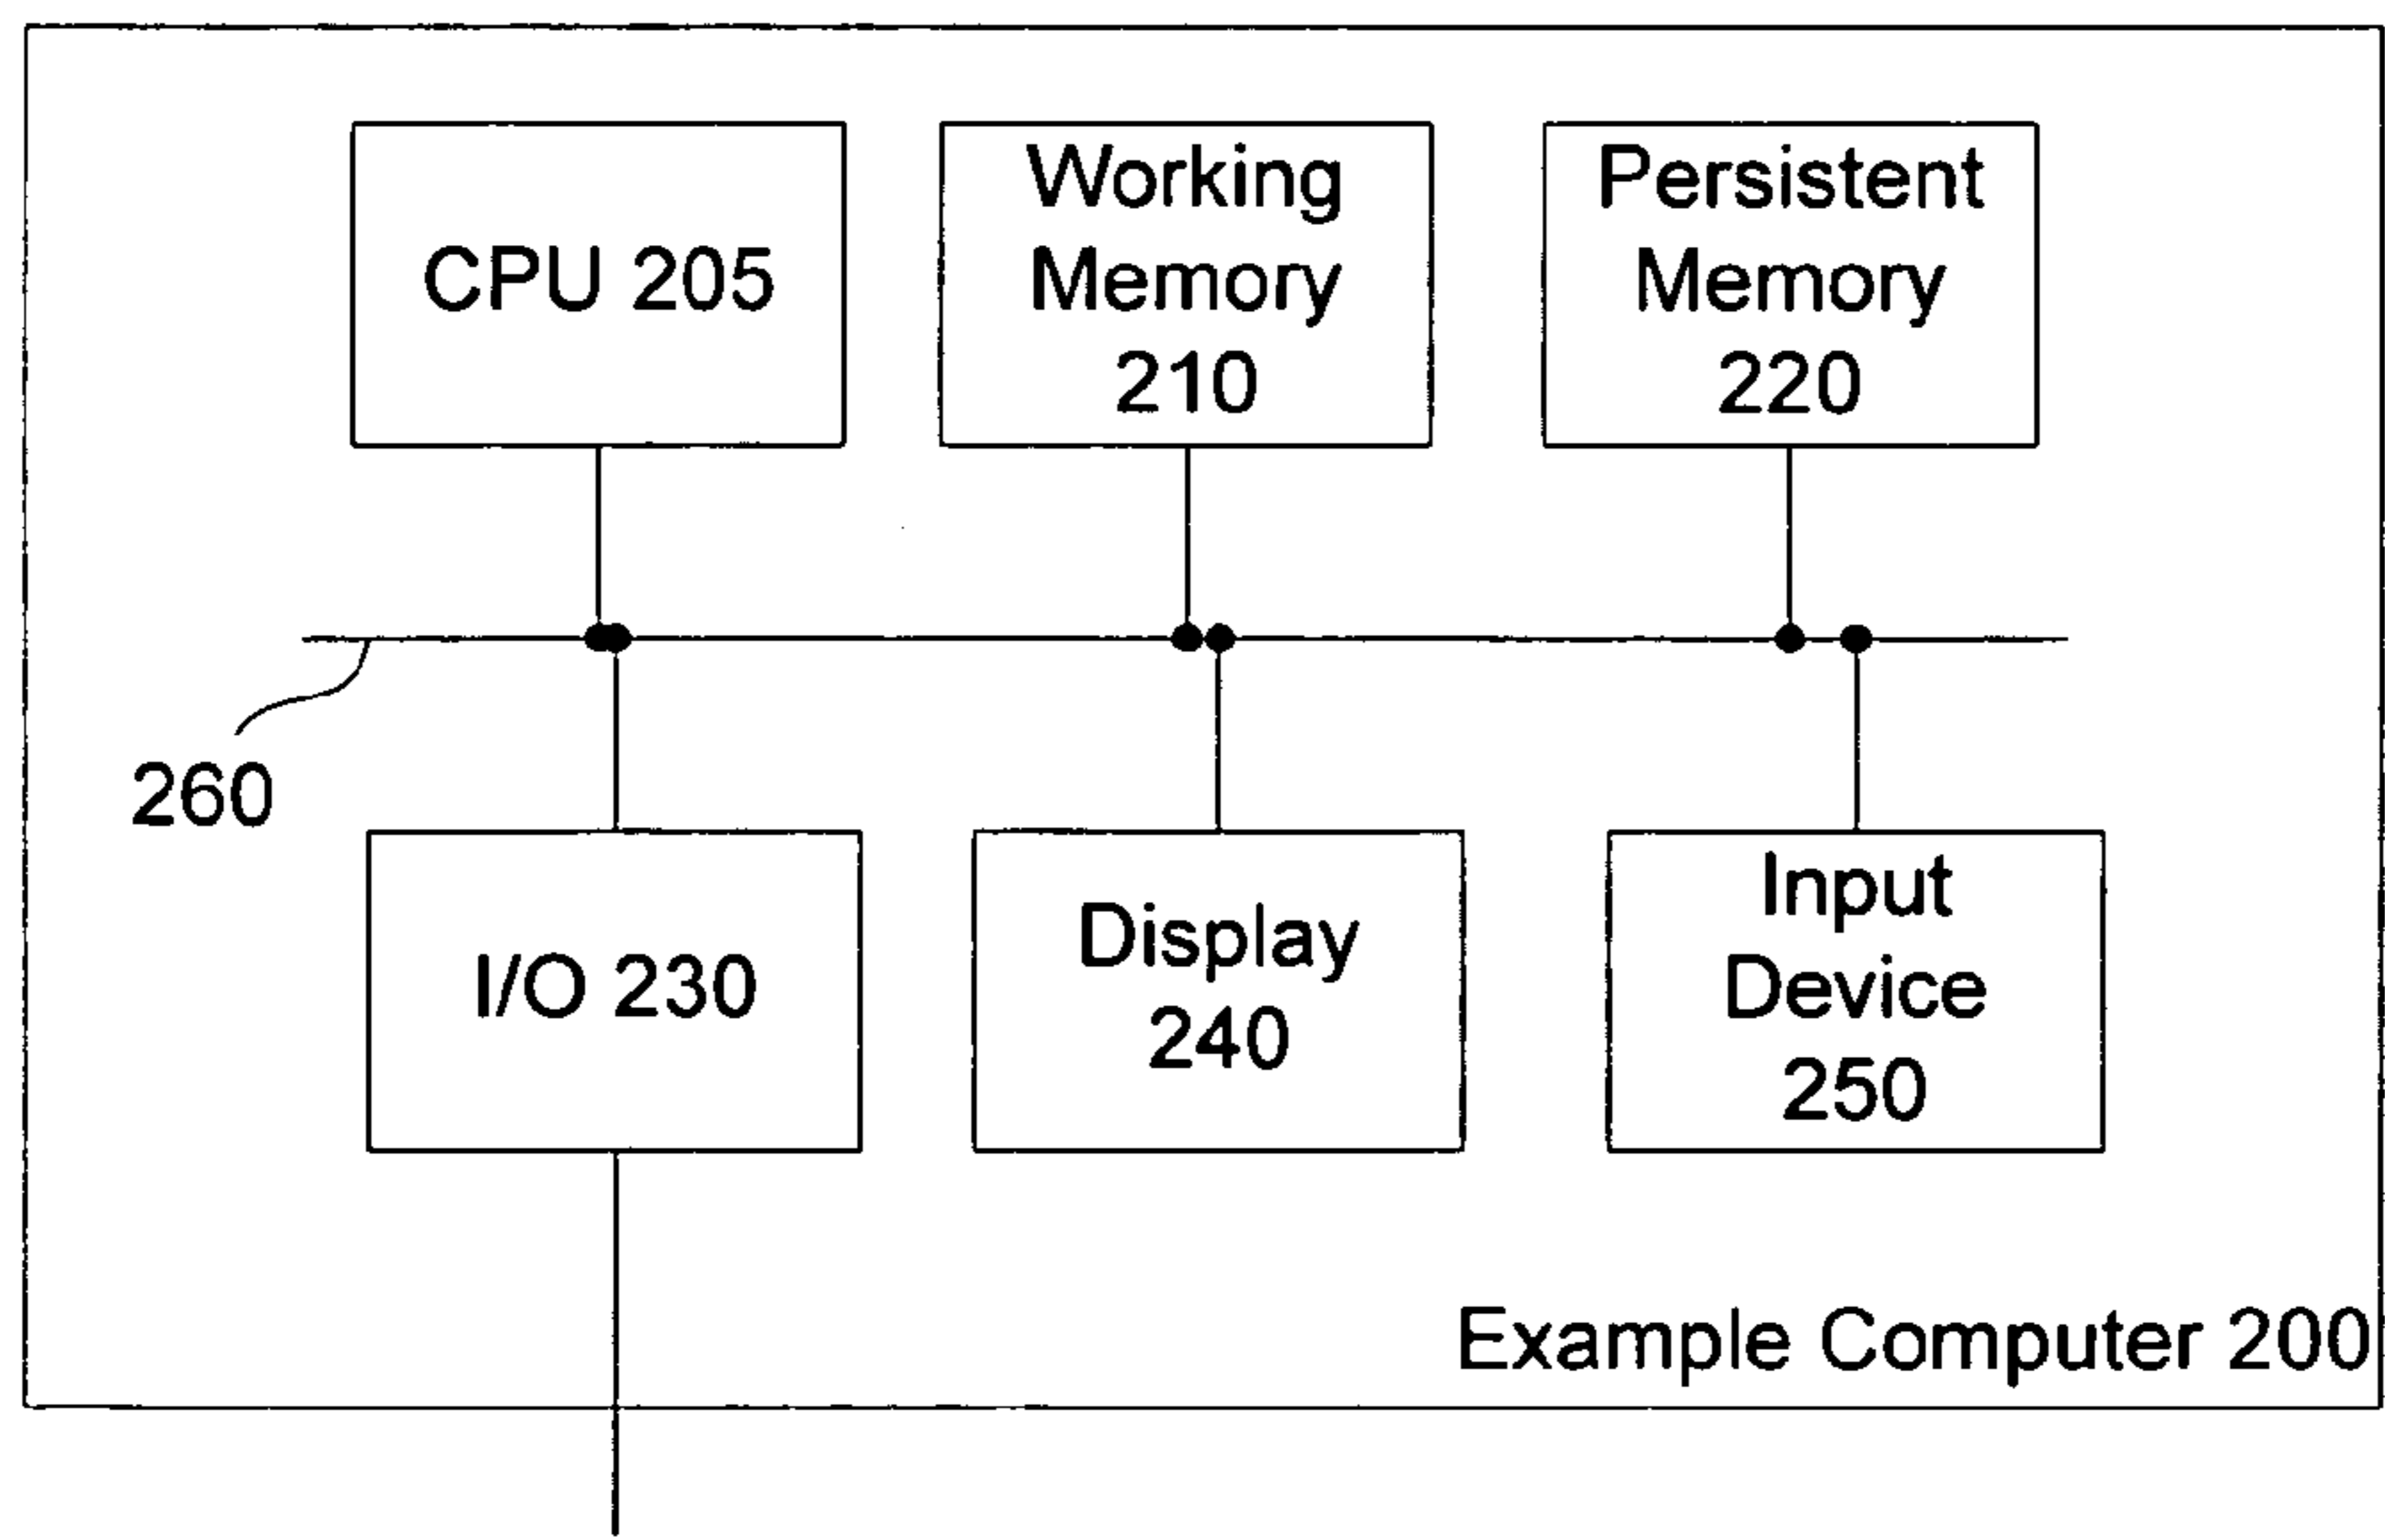 CPU 205
Working
Memory
210
Persistent
Memory
220
260
I/O 230
Display
240
Input
Device
250
Example Computer 200